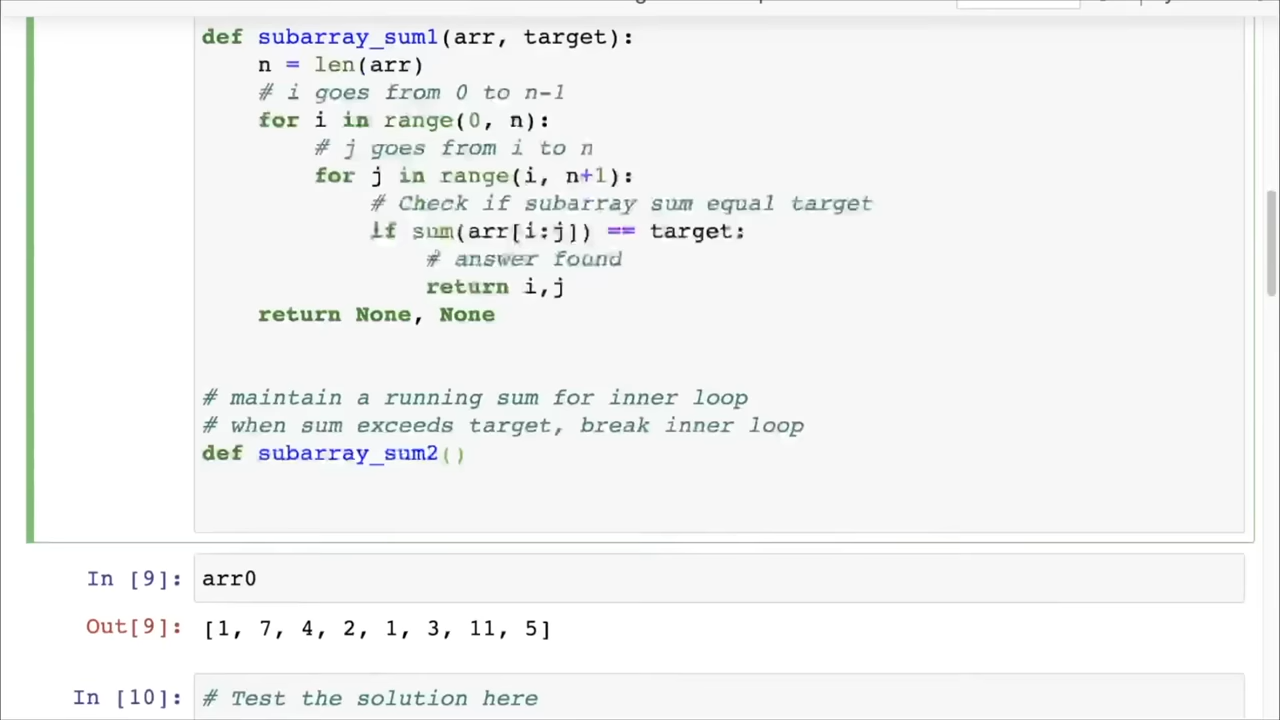 def subarray_sum1(arr, target):
    n = len(arr)
    # i goes from 0 to n-1
    for i in range(0, n):
        # j goes from i to n
        for j in range(i, n+1):
            # Check if subarray sum equal target
            if sum(arr[i:j]) == target:
                # answer found
                return i,j
    return None, None
# maintain a running sum for inner loop
# when sum exceeds target, break inner loop
def subarray_sum2()
In [9]: arr0
Out[9]: [1, 7, 4, 2, 1, 3, 11, 5]
In [10]: # Test the solution here